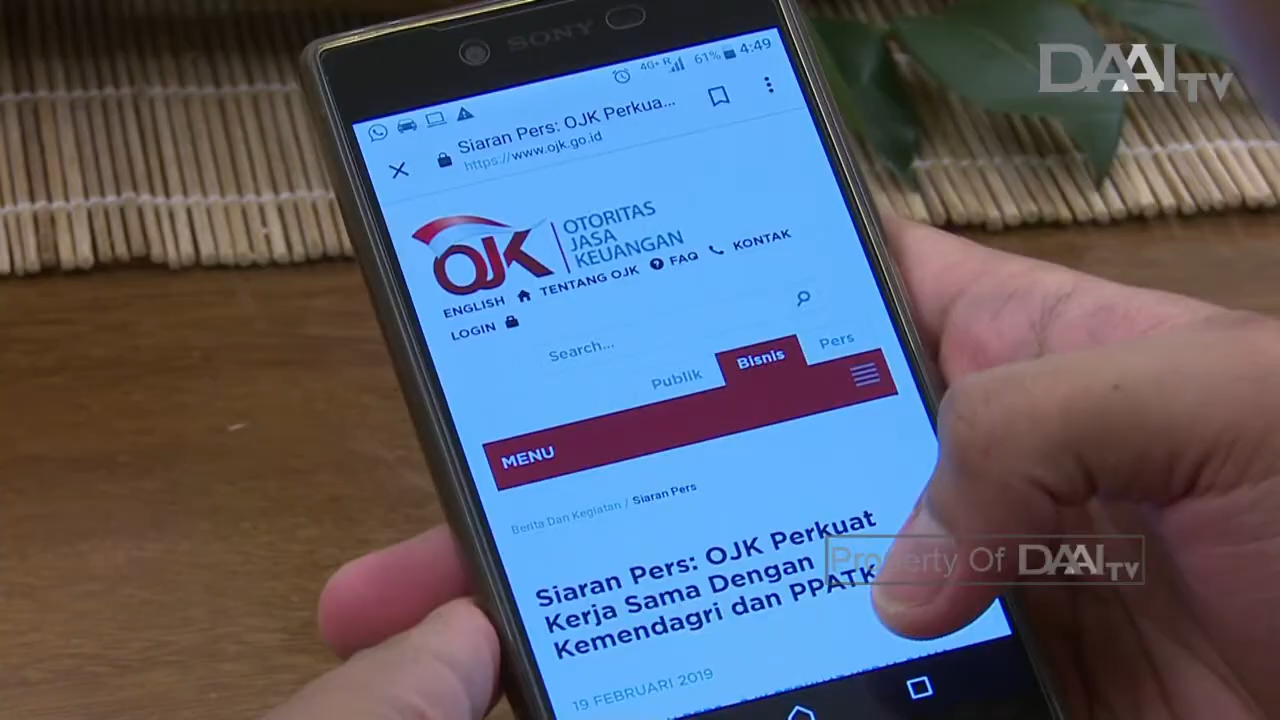 SONY
DAAI TV
4G+ R 61% 4:49
Siaran Pers: OJK Perkua...
https://www.ojk.go.id
OJK OTORITAS
JASA
KEUANGAN
ENGLISH TENTANG OJK FAQ KONTAK
LOGIN
Search...
Publik Bisnis Pers
MENU
Berita Dan Kegiatan / Siaran Pers
Siaran Pers: OJK Perkuat
Kerja Sama Dengan
Kemendagri dan PPATK
19 FEBRUARI 2019
Property Of DAAI TV